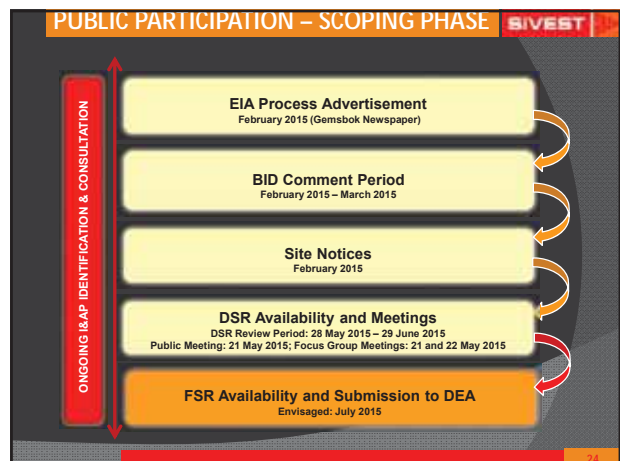 PUBLIC PARTICIPATION – SCOPING PHASE
SIVEST
ONGOING I&AP IDENTIFICATION & CONSULTATION
EIA Process Advertisement
February 2015 (Gemsbok Newspaper)
BID Comment Period
February 2015 – March 2015
Site Notices
February 2015
DSR Availability and Meetings
DSR Review Period: 28 May 2015 – 29 June 2015
Public Meeting: 21 May 2015; Focus Group Meetings: 21 and 22 May 2015
FSR Availability and Submission to DEA
Envisaged: July 2015
24